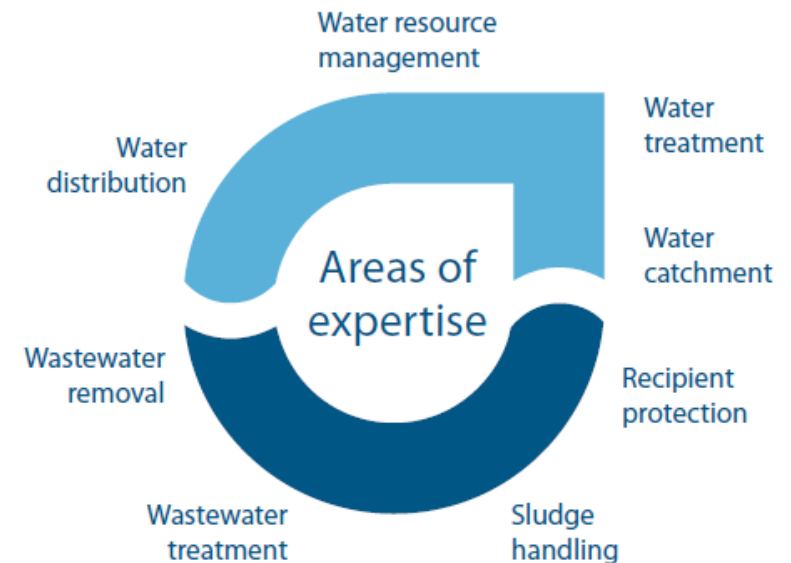 Water resource
management
Water
treatment
Water
distribution
Water
catchment
Areas of
expertise
Wastewater
removal
Recipient
protection
Wastewater
treatment
Sludge
handling